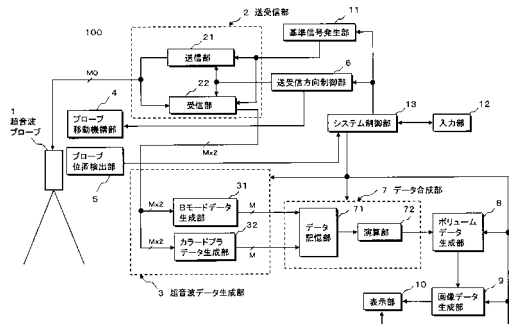 100
2 送受信部
11
基準信号発生部
21
送信部
22
受信部
6
送受信方向制御部
M0
1
超音波
プローブ
4
プローブ
移動機構部
プローブ
位置検出部
5
13
システム制御部
12
入力部
Mx2
31
Bモードデータ
生成部
M
Mx2
32
カラードプラ
データ生成部
M
3 超音波データ生成部
7 データ合成部
71
データ
記憶部
72
演算部
8
ボリューム
データ
生成部
10
表示部
9
画像データ
生成部